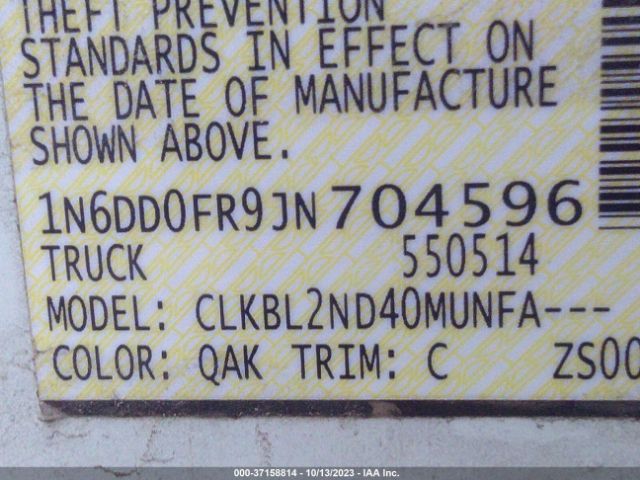 THEFT PREVENTION
STANDARDS IN EFFECT ON
THE DATE OF MANUFACTURE
SHOWN ABOVE.
1N6DD0FR9JN704596
TRUCK 550514
MODEL: CLKBL2ND40MUNFA---
COLOR: QAK TRIM: C ZS00
000-37158814 - 10/13/2023 - IAA Inc.